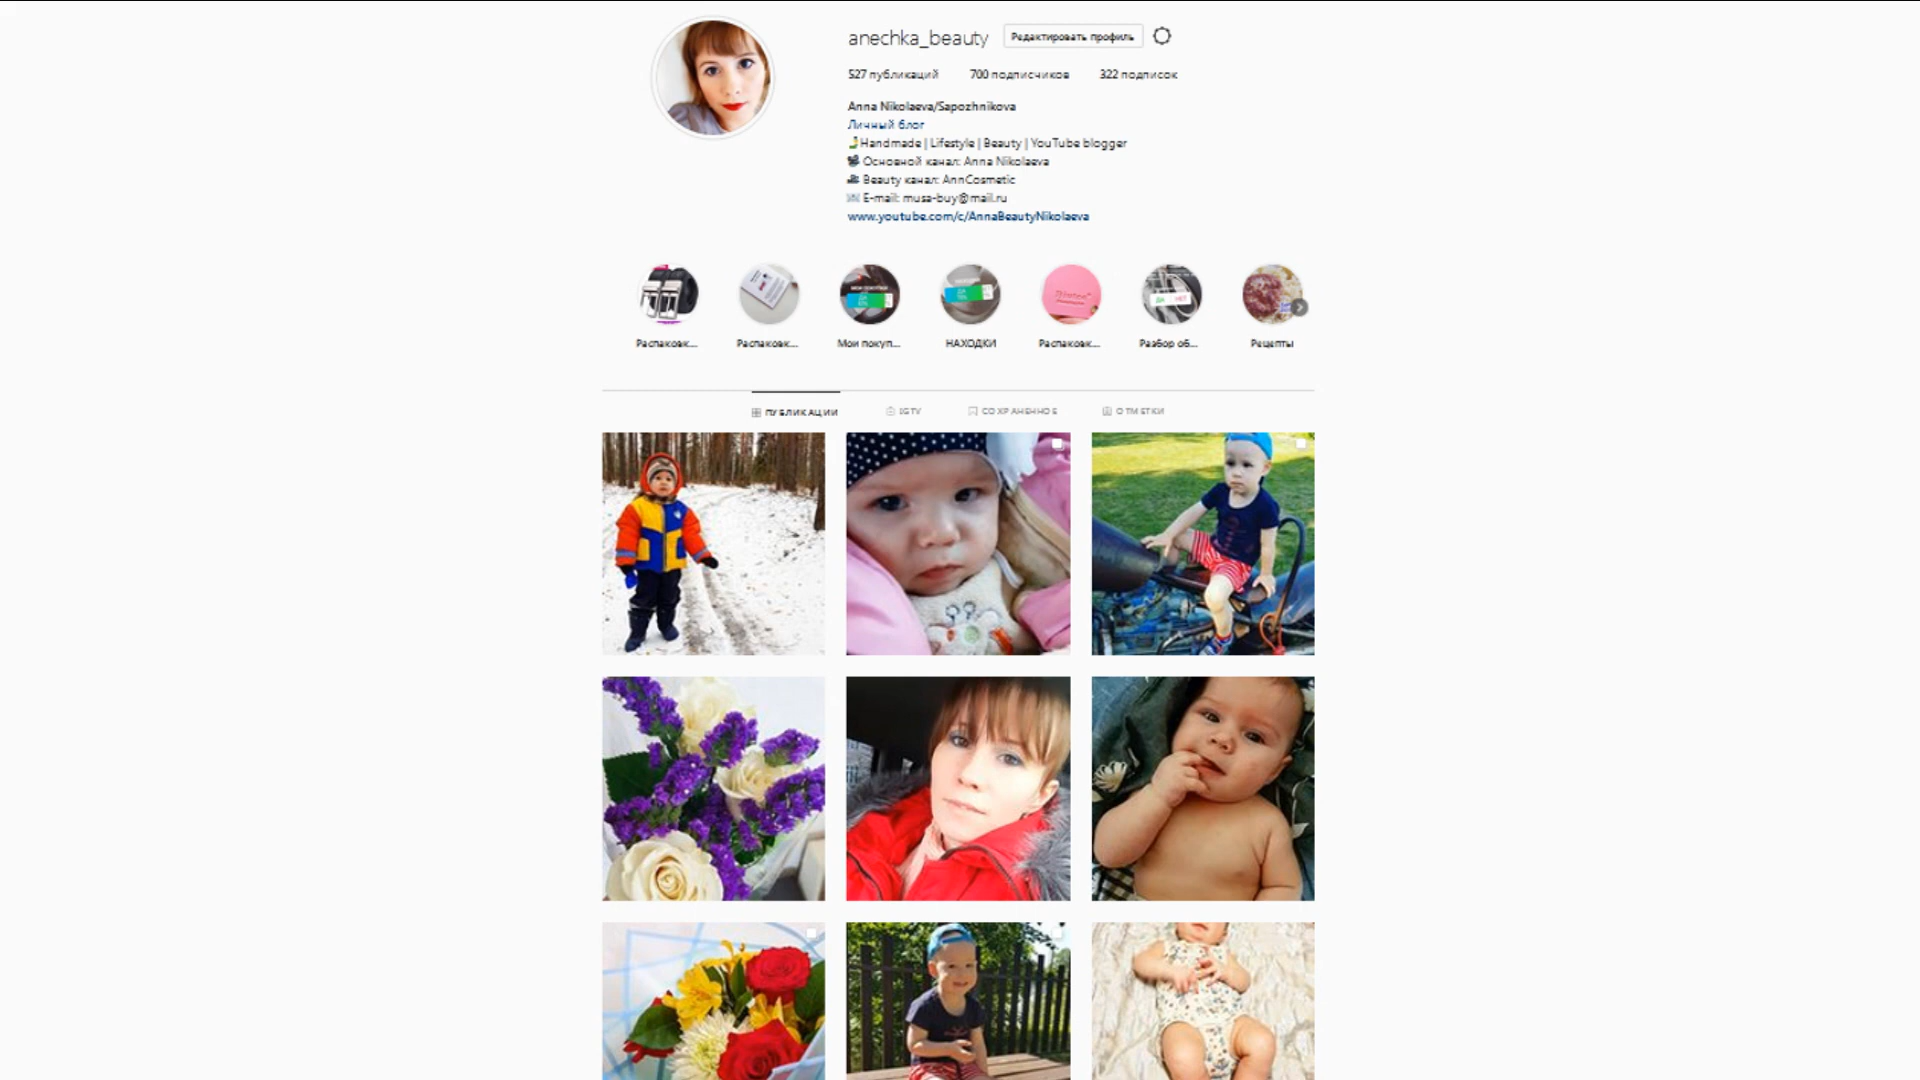 anechka_beauty Редактировать профиль
527 публикаций 700 подписчиков 322 подписок
Anna Nikolaeva/Sapozhnikova
Личный блог
Handmade | Lifestyle | Beauty | YouTube blogger
Основной канал: Anna Nikolaeva
Beauty канал: AnnCosmetic
E-mail: musa-buy@mail.ru
www.youtube.com/c/AnnaBeautyNikolaeva
ДА НЕТ
Распаковк... Распаковк... Мои покуп... НАХОДКИ Распаковк... Разбор об... Рецепты
ПУБЛИКАЦИИ IGTV СОХРАНЕННОЕ ОТМЕТКИ